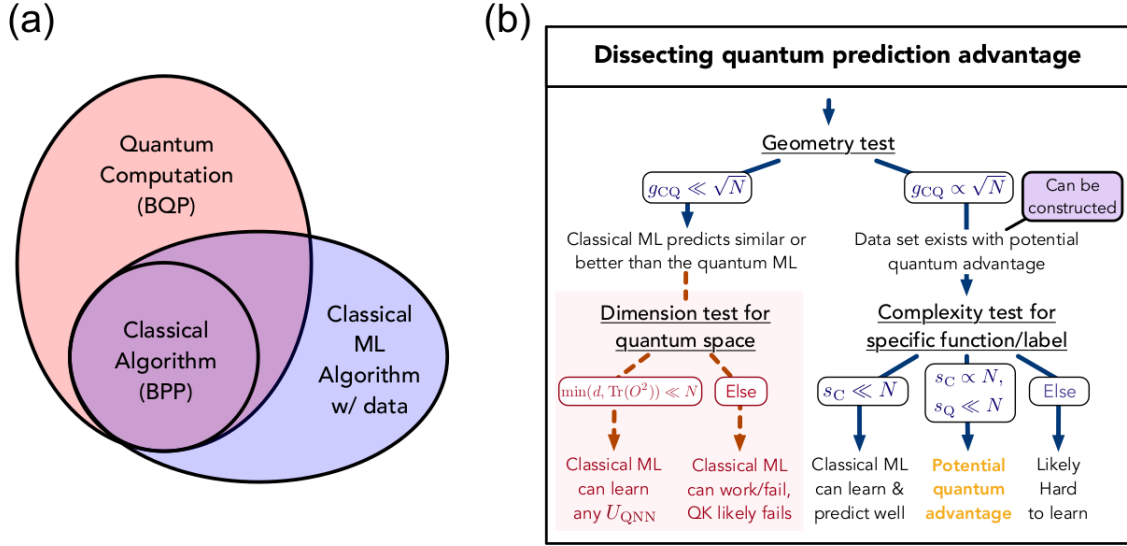 (a)
Quantum
Computation
(BQP)
Classical
Algorithm
(BPP)
Classical
ML
Algorithm
w/ data
(b)
Dissecting quantum prediction advantage
Geometry test
g_CQ ≪ √N
g_CQ ∝ √N
Can be
constructed
Classical ML predicts similar or
better than the quantum ML
Data set exists with potential
quantum advantage
Dimension test for
quantum space
min(d, Tr(O²)) ≪ N
Else
Classical ML
can learn
any U_QNN
Classical ML
can work/fail,
QK likely fails
Complexity test for
specific function/label
s_C ≪ N
s_C ∝ N,
s_Q ≪ N
Else
Classical ML
can learn &
predict well
Potential
quantum
advantage
Likely
Hard
to learn